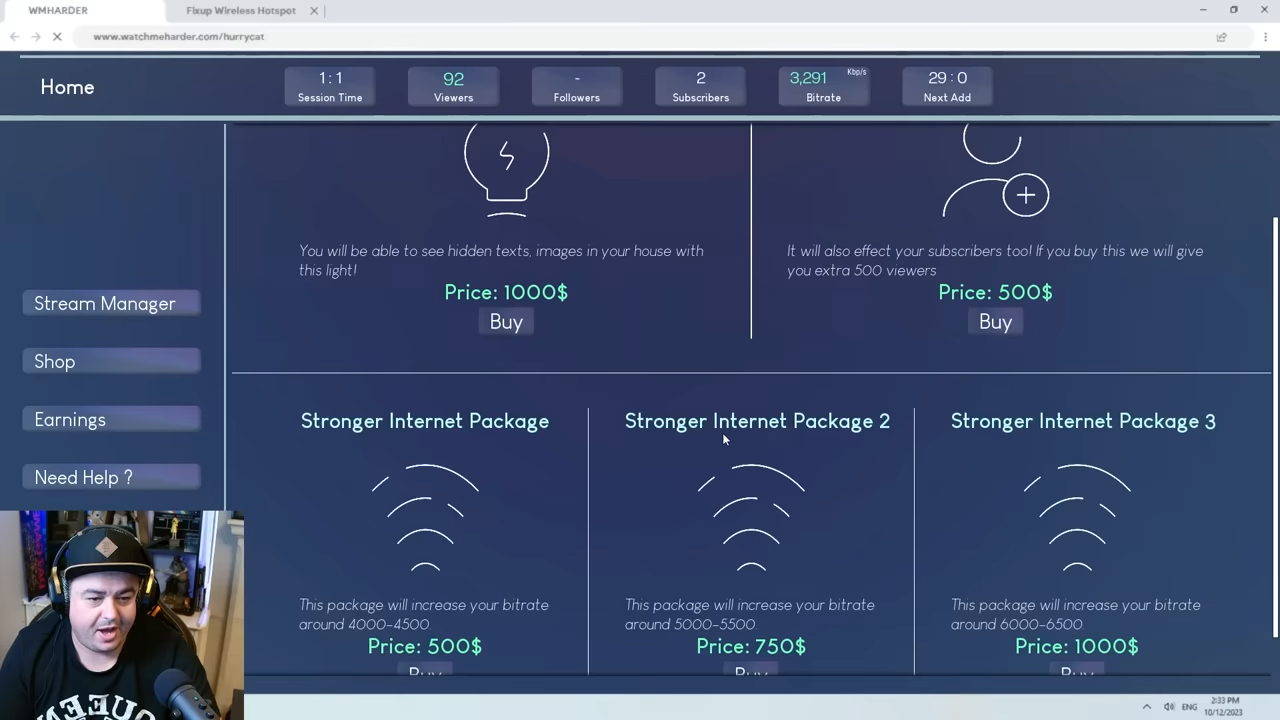 WMHARDER
Fixup Wireless Hotspot
www.watchmeharder.com/hurrycat
Home
1:1
Session Time
92
Viewers
-
Followers
2
Subscribers
3,291 Kbp/s
Bitrate
29:0
Next Add
Stream Manager
Shop
Earnings
Need Help ?
You will be able to see hidden texts, images in your house with
this light!
Price: 1000$
Buy
It will also effect your subscribers too! If you buy this we will give
you extra 500 viewers
Price: 500$
Buy
Stronger Internet Package
This package will increase your bitrate
around 4000-4500.
Price: 500$
Buy
Stronger Internet Package 2
This package will increase your bitrate
around 5000-5500.
Price: 750$
Buy
Stronger Internet Package 3
This package will increase your bitrate
around 6000-6500.
Price: 1000$
Buy
QUEEN
ENG
2:33 PM
10/12/2023